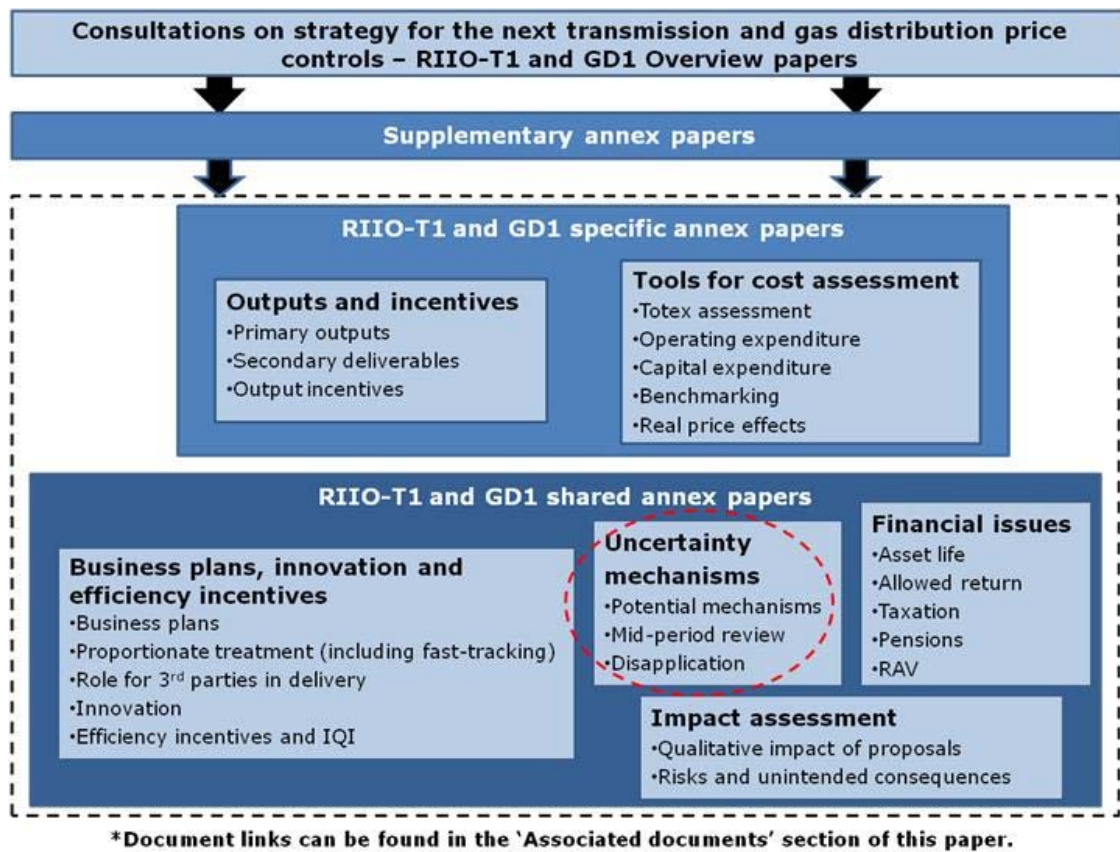 Consultations on strategy for the next transmission and gas distribution price
controls – RIIO-T1 and GD1 Overview papers
Supplementary annex papers
RIIO-T1 and GD1 specific annex papers
Outputs and incentives
•Primary outputs
•Secondary deliverables
•Output incentives
Tools for cost assessment
•Totex assessment
•Operating expenditure
•Capital expenditure
•Benchmarking
•Real price effects
RIIO-T1 and GD1 shared annex papers
Business plans, innovation and
efficiency incentives
•Business plans
•Proportionate treatment (including fast-tracking)
•Role for 3rd parties in delivery
•Innovation
•Efficiency incentives and IQI
Uncertainty
mechanisms
•Potential mechanisms
•Mid-period review
•Disapplication
Financial issues
•Asset life
•Allowed return
•Taxation
•Pensions
•RAV
Impact assessment
•Qualitative impact of proposals
•Risks and unintended consequences
*Document links can be found in the ‘Associated documents’ section of this paper.